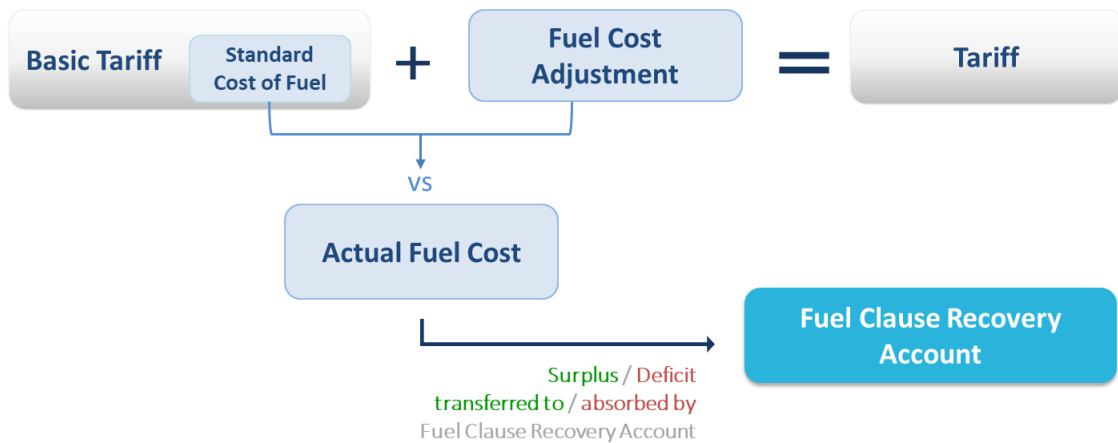 Basic Tariff
Standard
Cost of Fuel
+
Fuel Cost
Adjustment
=
Tariff
vs
Actual Fuel Cost
Fuel Clause Recovery
Account
Surplus / Deficit
transferred to / absorbed by
Fuel Clause Recovery Account